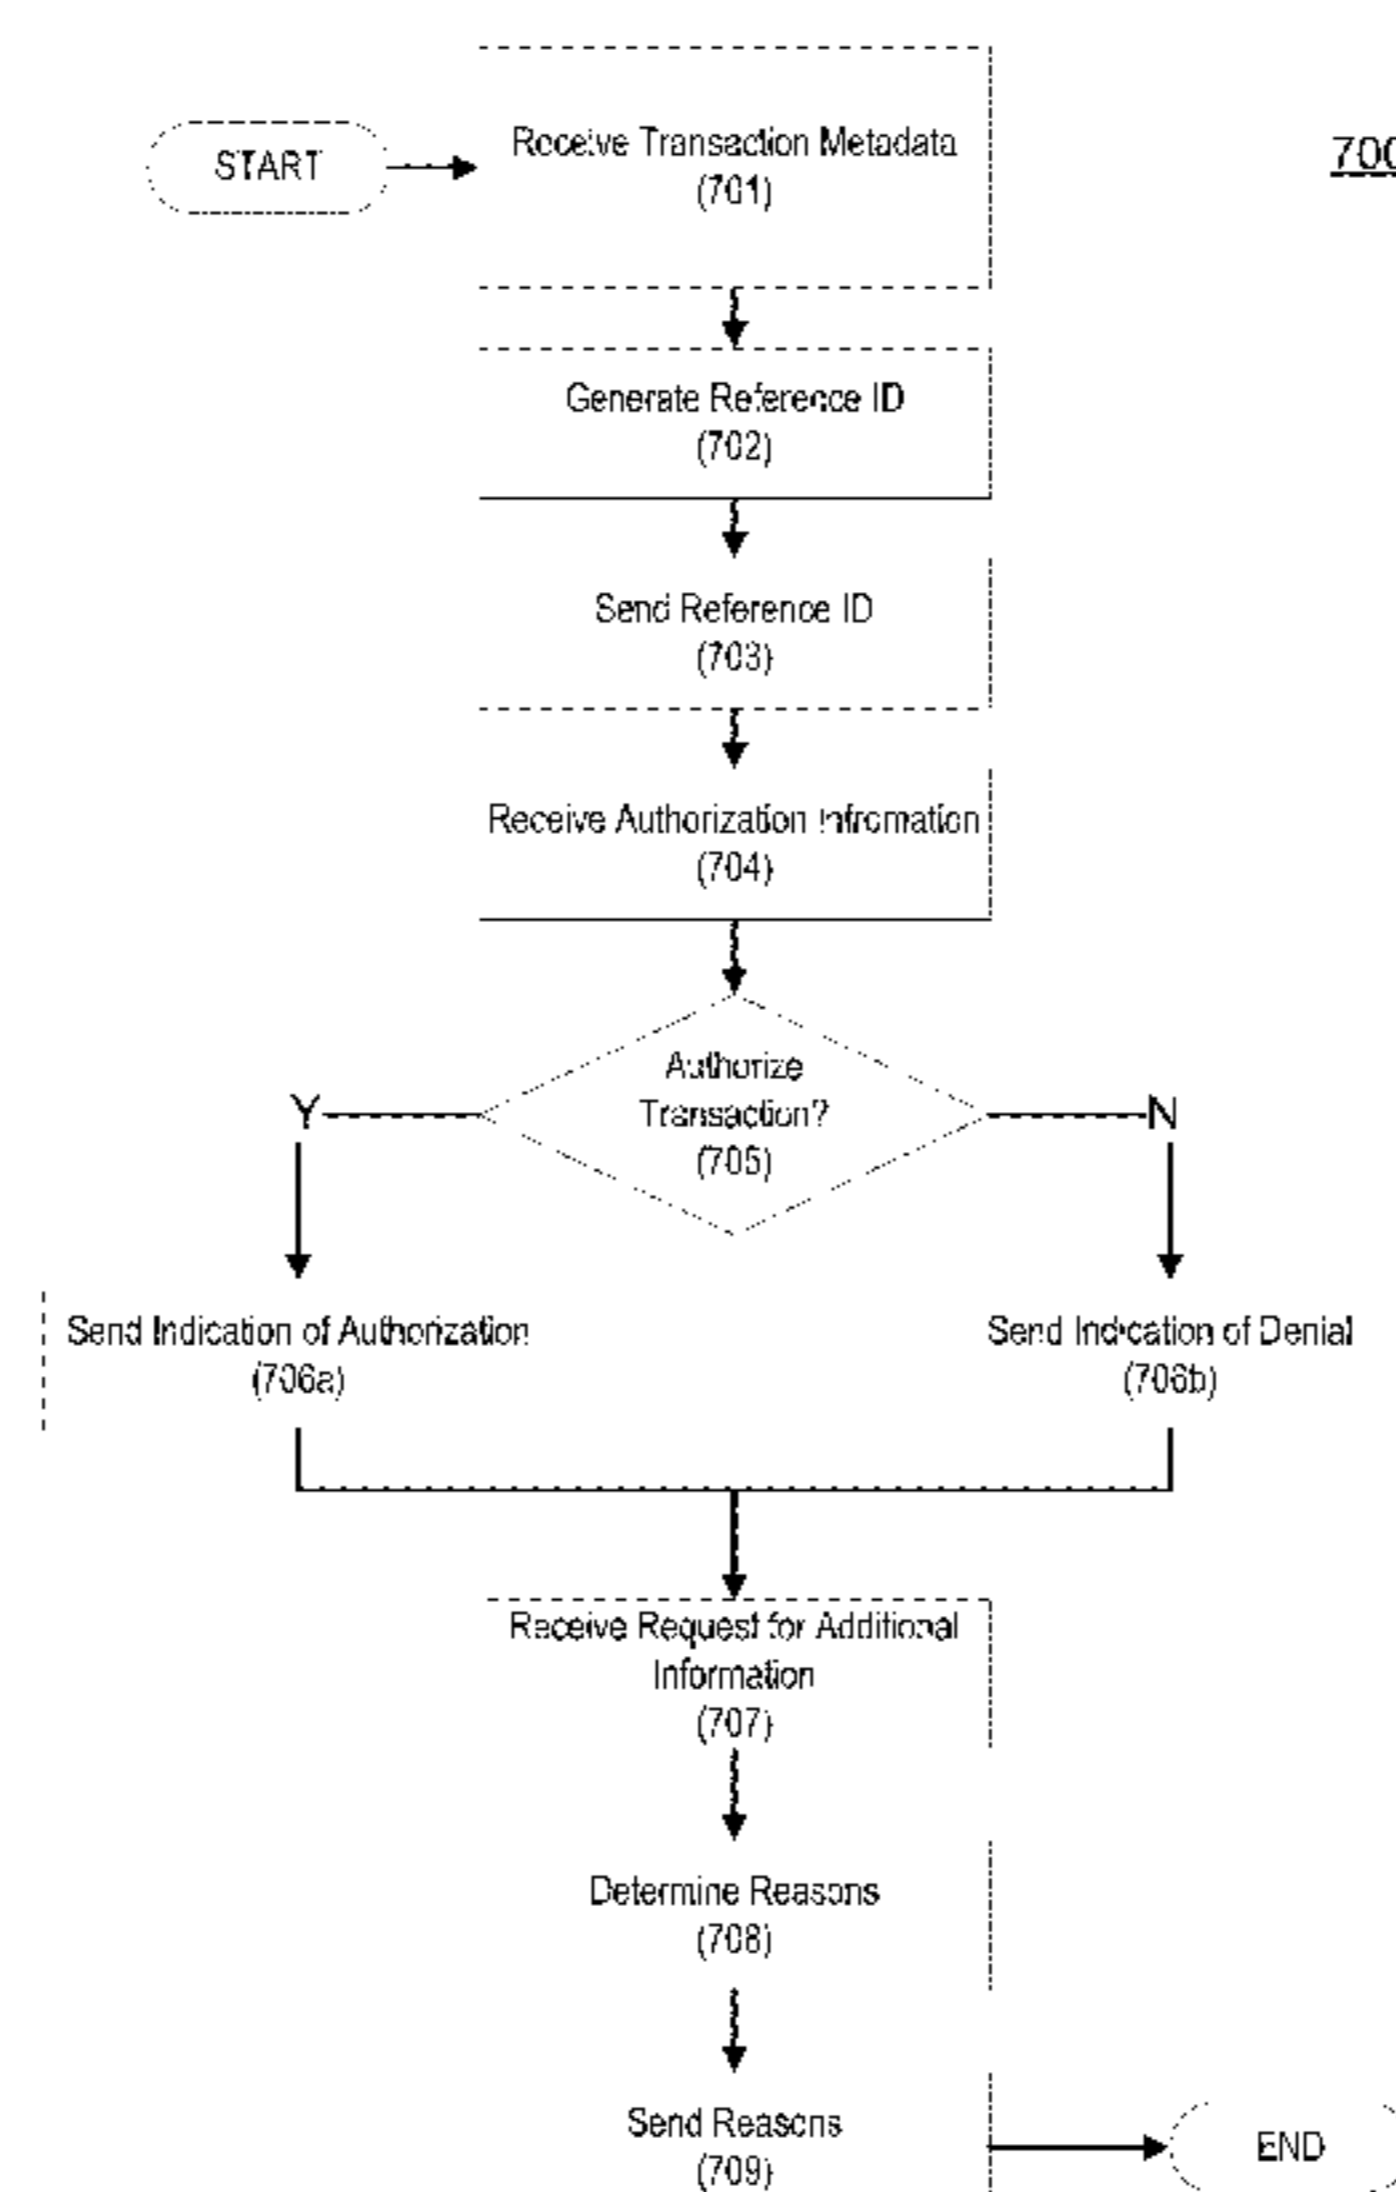 START
Receive Transaction Metadata
(701)
700
Generate Reference ID
(702)
Send Reference ID
(703)
Receive Authorization Infromation
(704)
Authorize
Transaction?
(705)
Y
N
Send Indication of Authorization
(706a)
Send Indication of Denial
(706b)
Receive Request for Additional
Information
(707)
Determine Reasons
(708)
Send Reasons
(709)
END